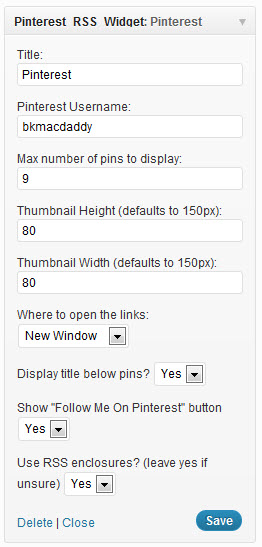 Pinterest RSS Widget: Pinterest
Title:
Pinterest
Pinterest Username:
bkmacdaddy
Max number of pins to display:
9
Thumbnail Height (defaults to 150px):
80
Thumbnail Width (defaults to 150px):
80
Where to open the links:
New Window
Display title below pins? Yes
Show "Follow Me On Pinterest" button
Yes
Use RSS enclosures? (leave yes if
unsure) Yes
Delete | Close Save